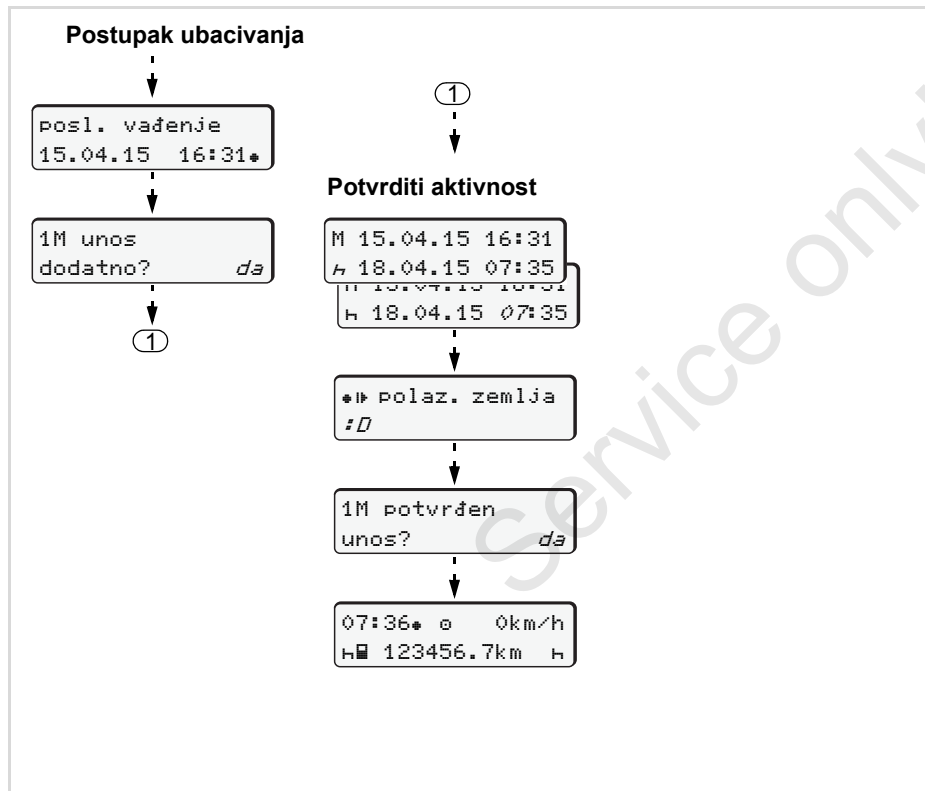 Postupak ubacivanja
posl. vađenje
15.04.15 16:31
1M unos
dodatno? da
1
1
Potvrditi aktivnost
M 15.04.15 16:31
18.04.15 07:35
18.04.15 07:35
polaz. zemlja
:D
1M potvrđen
unos? da
07:36 0km/h
123456.7km
Service only